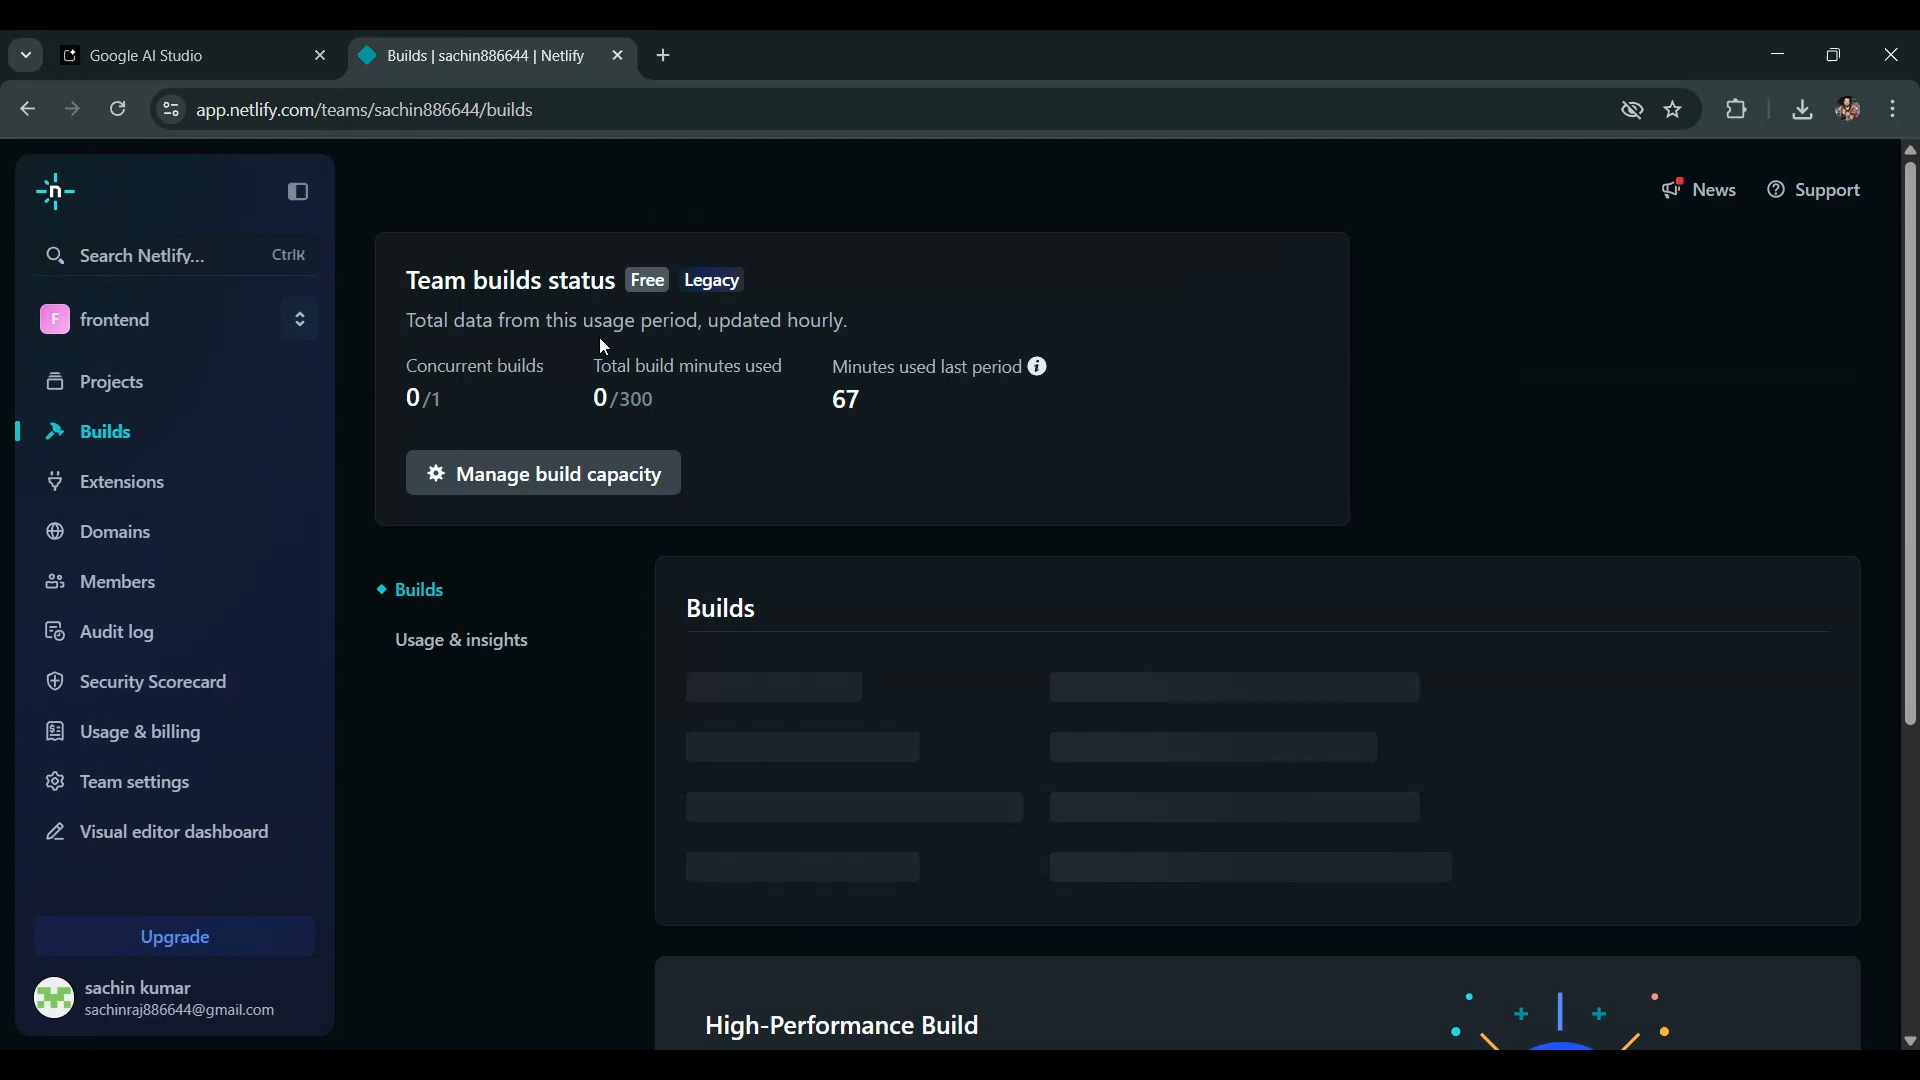 Google AI Studio
Builds | sachin886644 | Netlify
app.netlify.com/teams/sachin886644/builds
n
Search Netlify... CtrlK
F frontend
Projects
Builds
Extensions
Domains
Members
Audit log
Security Scorecard
Usage & billing
Team settings
Visual editor dashboard
Upgrade
sachin kumar
sachinraj886644@gmail.com
News Support
Team builds status Free Legacy
Total data from this usage period, updated hourly.
Concurrent builds Total build minutes used Minutes used last period
0/1 0/300 67
Manage build capacity
Builds
Usage & insights
Builds
High-Performance Build